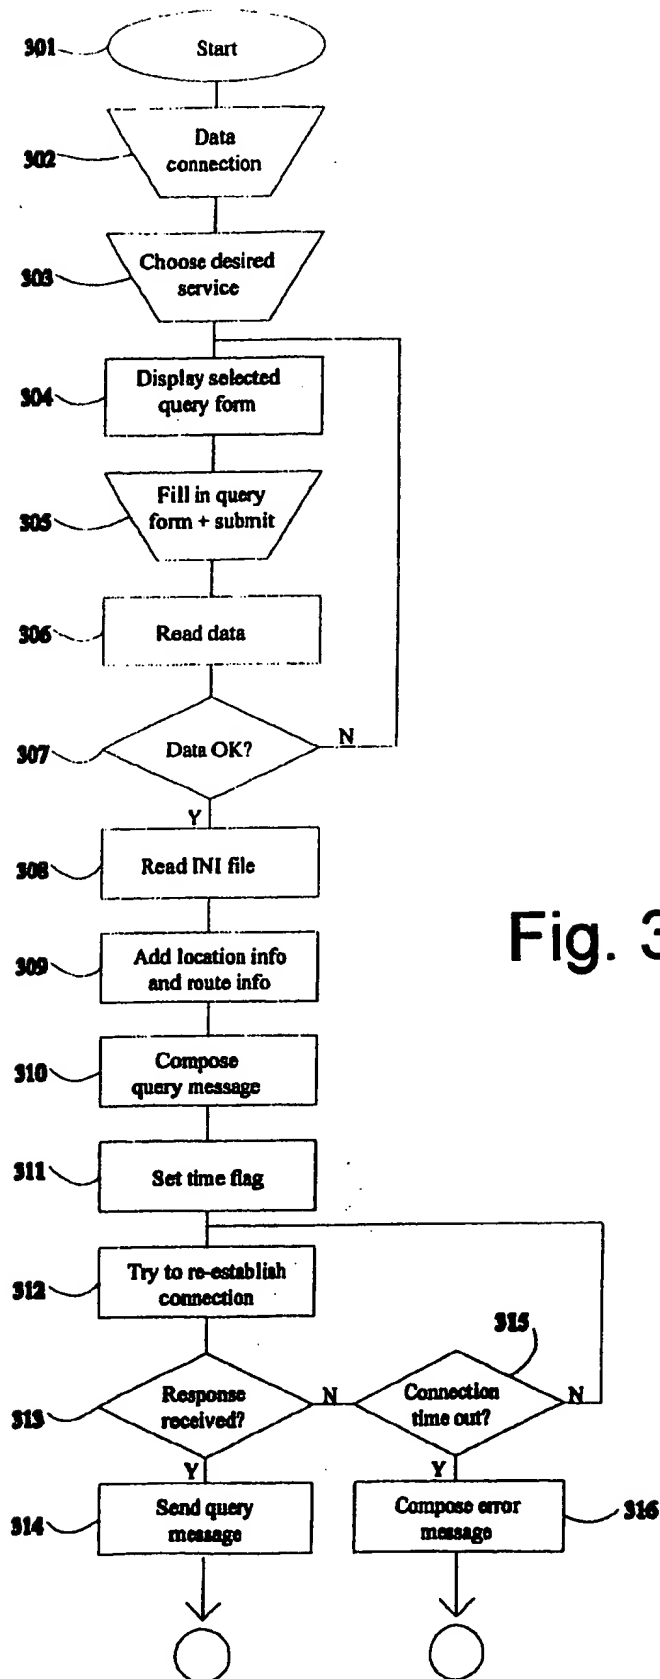 301
Start
302
Data
connection
303
Choose desired
service
304
Display selected
query form
305
Fill in query
form + submit
306
Read data
307
Data OK?
N
Y
308
Read INI file
309
Add location info
and route info
310
Compose
query message
311
Set time flag
312
Try to re-establish
connection
313
Response
received?
N
315
Connection
time out?
N
Y
Y
314
Send query
message
Compose error
message
316
Fig. 3